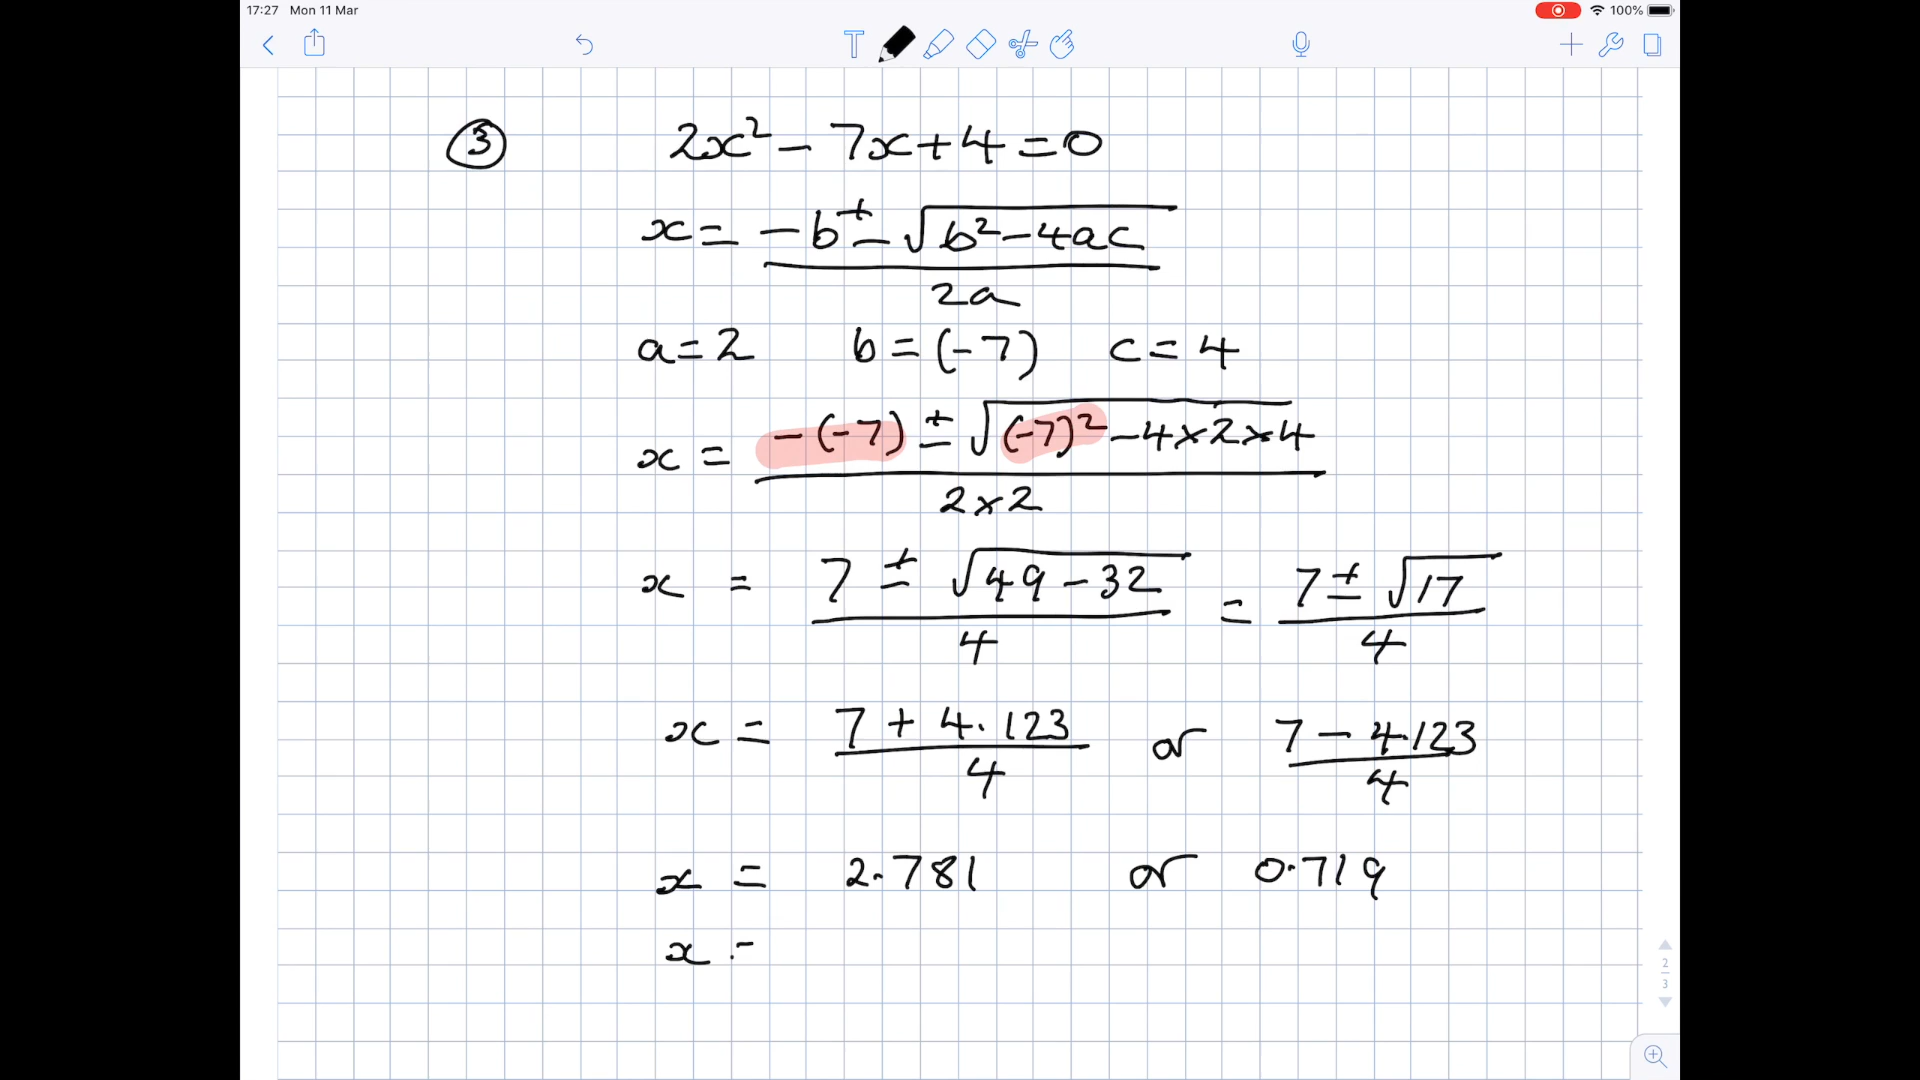 17:27 Mon 11 Mar 100%
T
③ 2x² - 7x + 4 = 0
x = -b ± √(b² - 4ac)
2a
a = 2 b = (-7) c = 4
x = -(-7) ± √((-7)² - 4×2×4)
2×2
x = 7 ± √(49 - 32) = 7 ± √17
4 4
x = 7 + 4.123 or 7 - 4.123
4 4
x = 2.781 or 0.719
x =
2
3